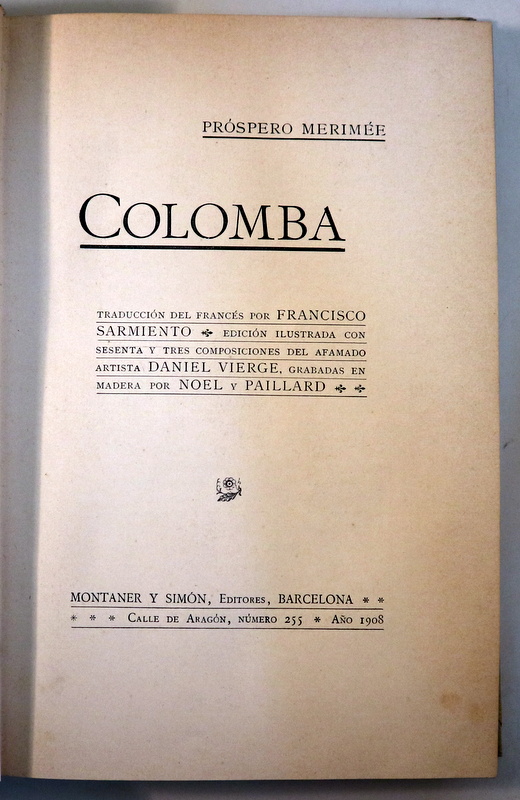 PRÓSPERO MERIMÉE
COLOMBA
TRADUCCIÓN DEL FRANCÉS POR FRANCISCO
SARMIENTO ✤ EDICIÓN ILUSTRADA CON
SESENTA Y TRES COMPOSICIONES DEL AFAMADO
ARTISTA DANIEL VIERGE, GRABADAS EN
MADERA POR NOEL Y PAILLARD ✤ ✤
MONTANER Y SIMÓN, EDITORES, BARCELONA * *
* * * CALLE DE ARAGÓN, NÚMERO 255 * AÑO 1908